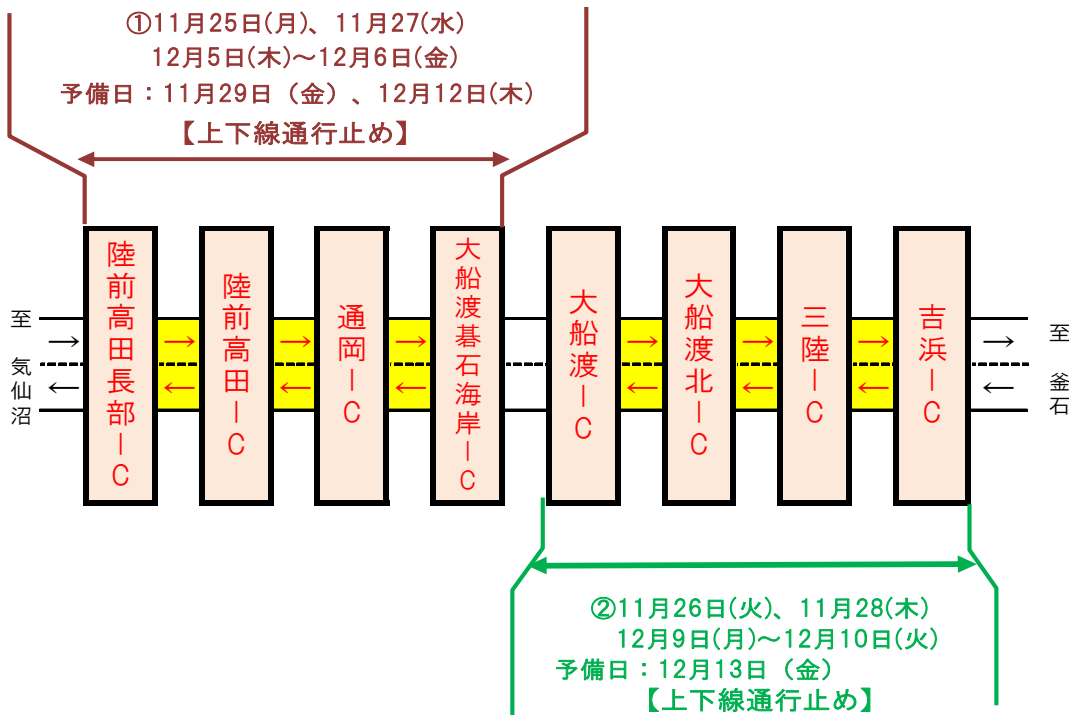 ①11月25日(月)、11月27(水)
12月5日(木)～12月6日(金)
予備日：11月29日（金）、12月12日(木)
【上下線通行止め】
至
気仙沼
陸前高田長部IC
陸前高田IC
通岡IC
大船渡碁石海岸IC
大船渡IC
大船渡北IC
三陸IC
吉浜IC
至
釜石
②11月26日(火)、11月28(木)
12月9日(月)～12月10日(火)
予備日：12月13日（金）
【上下線通行止め】